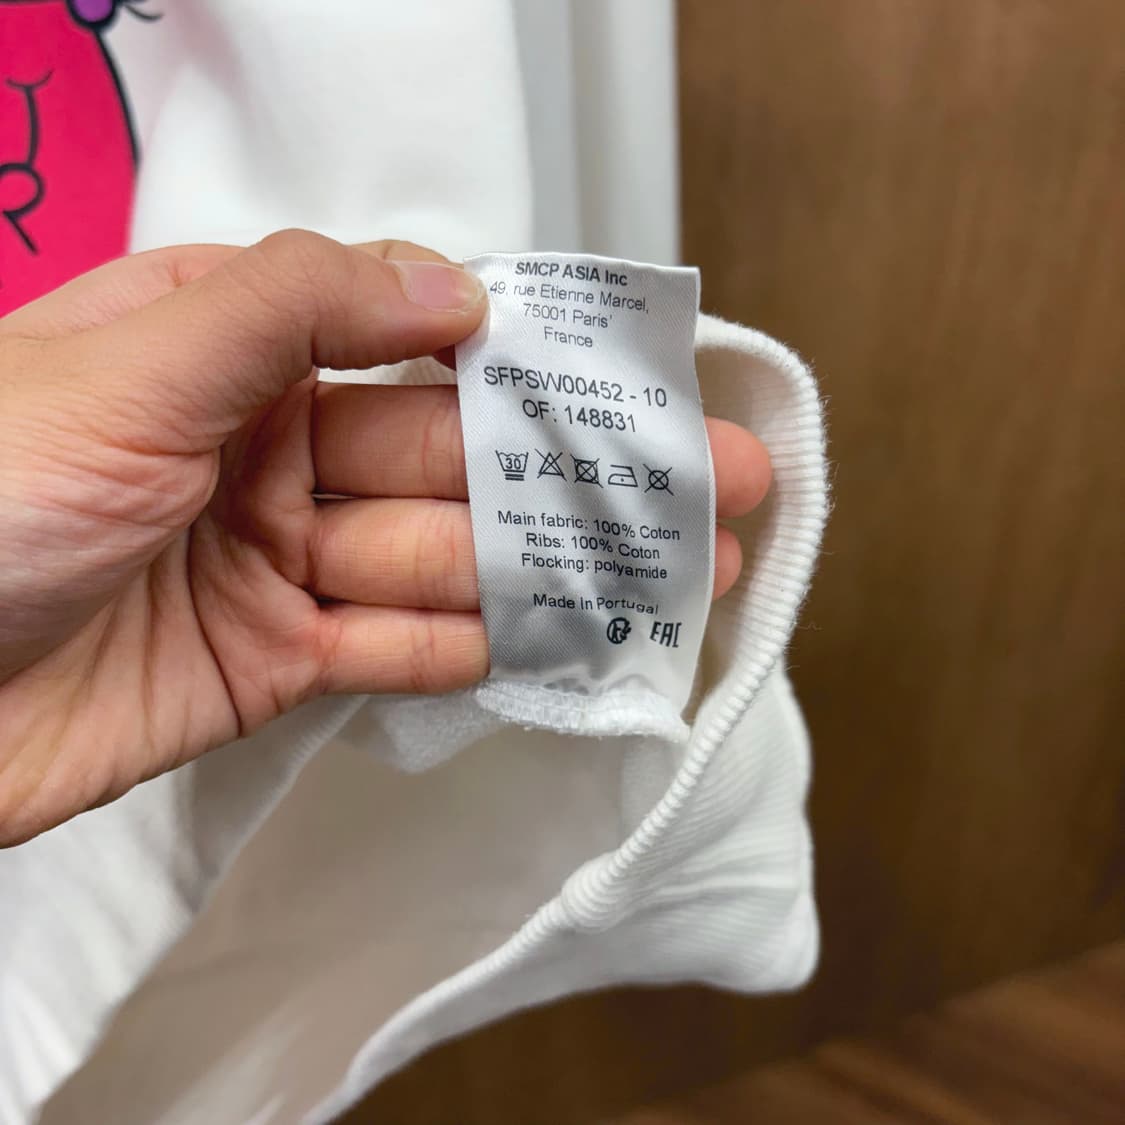 SMCP ASIA Inc
49, rue Etienne Marcel,
75001 Paris'
France
SFPSW00452 - 10
OF: 148831
30
Main fabric: 100% Coton
Ribs: 100% Coton
Flocking: polyamide
Made In Portugal
EAC